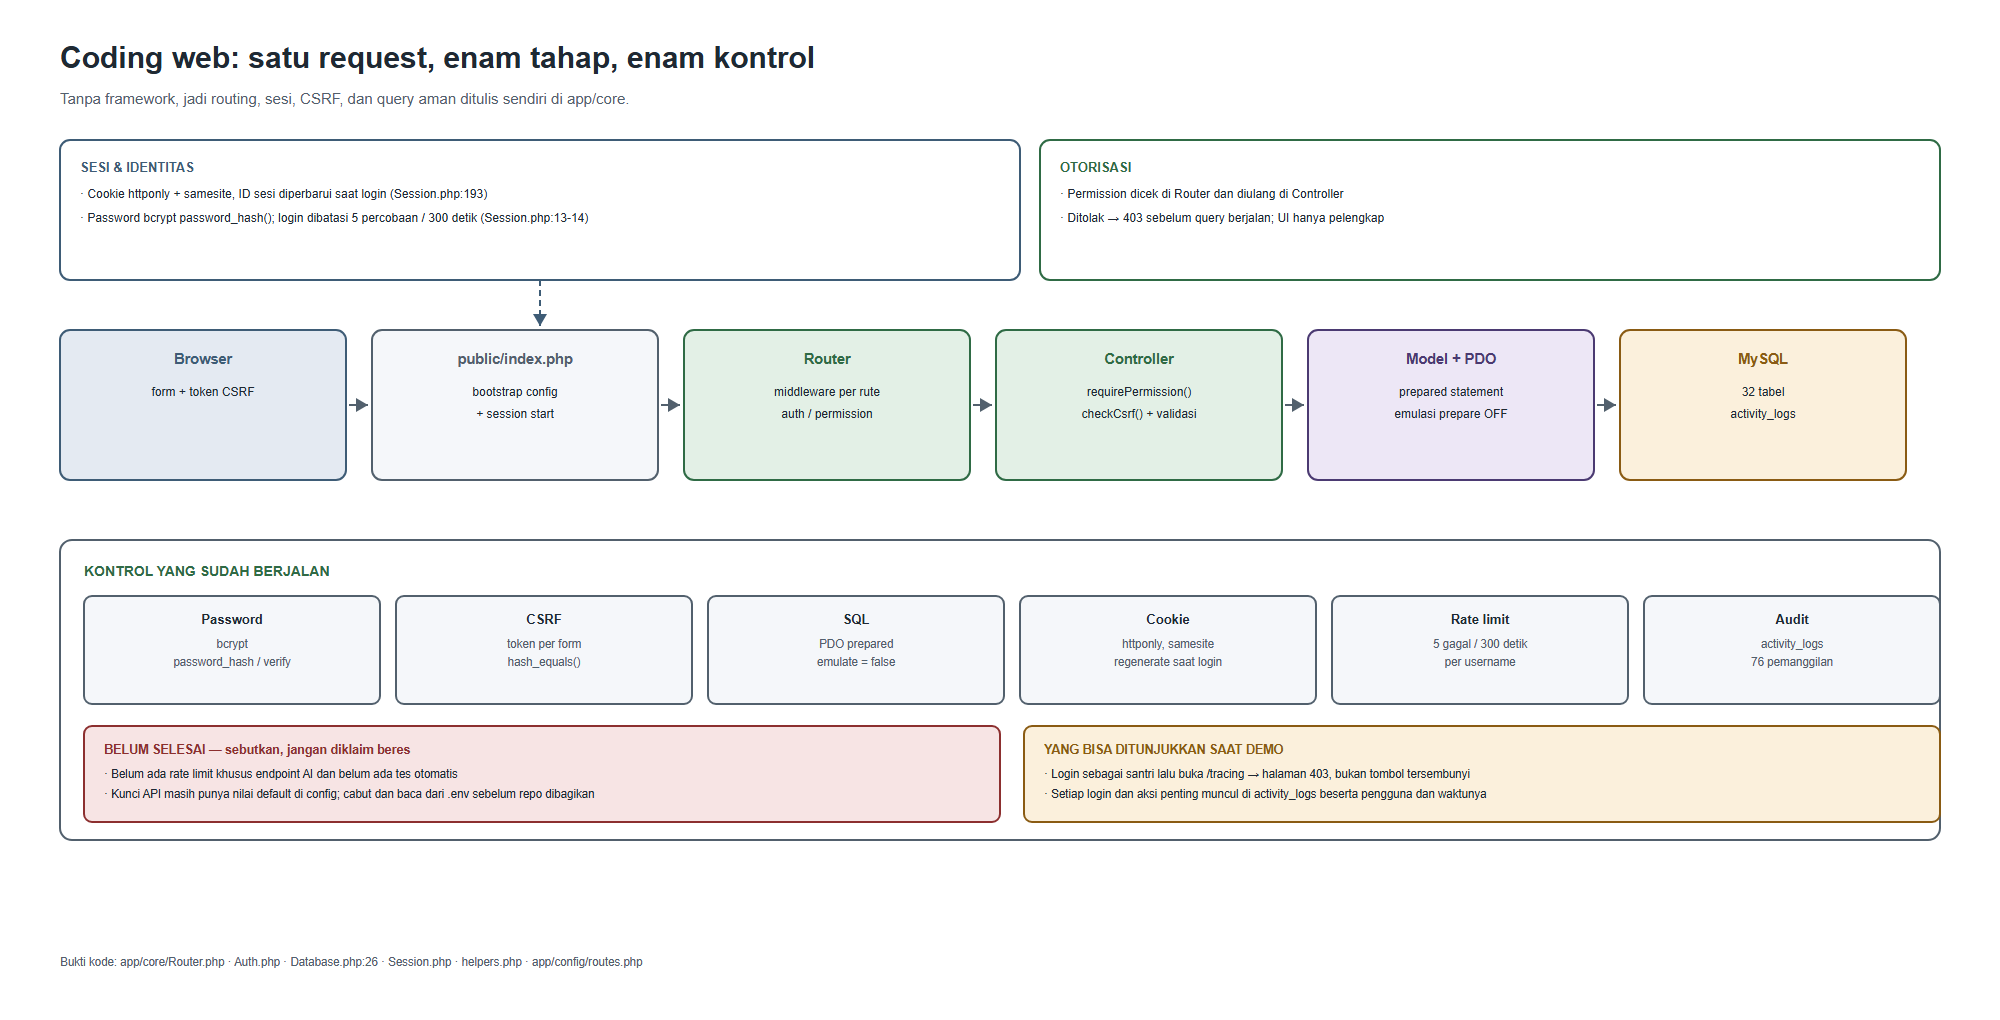 Coding web: satu request, enam tahap, enam kontrol
Tanpa framework, jadi routing, sesi, CSRF, dan query aman ditulis sendiri di app/core.
SESI & IDENTITAS
· Cookie httponly + samesite, ID sesi diperbarui saat login (Session.php:193)
· Password bcrypt password_hash(); login dibatasi 5 percobaan / 300 detik (Session.php:13-14)
OTORISASI
· Permission dicek di Router dan diulang di Controller
· Ditolak → 403 sebelum query berjalan; UI hanya pelengkap
Browser
form + token CSRF
public/index.php
bootstrap config
+ session start
Router
middleware per rute
auth / permission
Controller
requirePermission()
checkCsrf() + validasi
Model + PDO
prepared statement
emulasi prepare OFF
MySQL
32 tabel
activity_logs
KONTROL YANG SUDAH BERJALAN
Password
bcrypt
password_hash / verify
CSRF
token per form
hash_equals()
SQL
PDO prepared
emulate = false
Cookie
httponly, samesite
regenerate saat login
Rate limit
5 gagal / 300 detik
per username
Audit
activity_logs
76 pemanggilan
BELUM SELESAI — sebutkan, jangan diklaim beres
· Belum ada rate limit khusus endpoint AI dan belum ada tes otomatis
· Kunci API masih punya nilai default di config; cabut dan baca dari .env sebelum repo dibagikan
YANG BISA DITUNJUKKAN SAAT DEMO
· Login sebagai santri lalu buka /tracing → halaman 403, bukan tombol tersembunyi
· Setiap login dan aksi penting muncul di activity_logs beserta pengguna dan waktunya
Bukti kode: app/core/Router.php · Auth.php · Database.php:26 · Session.php · helpers.php · app/config/routes.php